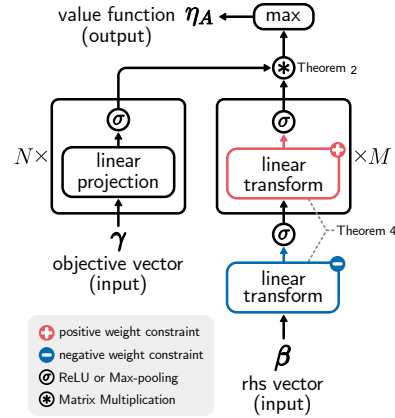 value function η_A
(output)
max
Theorem 2
σ
σ
N×
linear
projection
linear
transform
×M
γ
σ
Theorem 4
objective vector
(input)
linear
transform
positive weight constraint
negative weight constraint
σ ReLU or Max-pooling
Matrix Multiplication
β
rhs vector
(input)